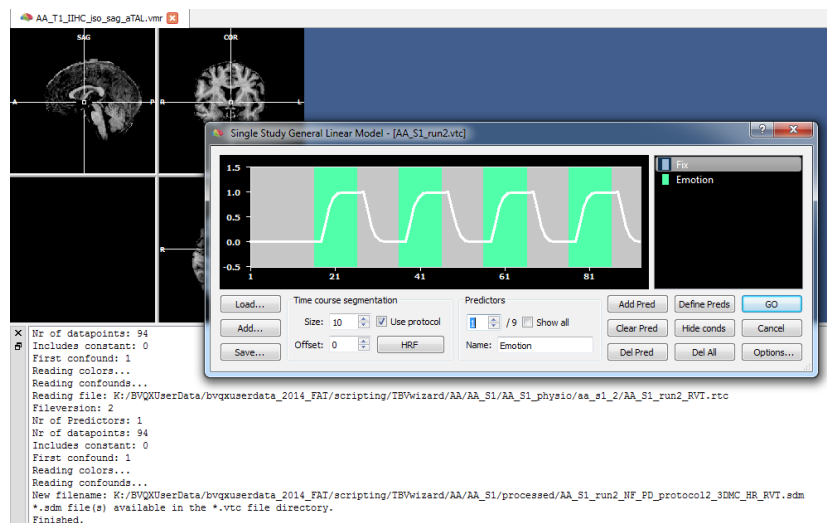 AA_T1_IIHC_iso_sag_aTAL.vmr
SAG
COR
A
P
R
L
R
Single Study General Linear Model - [AA_S1_run2.vtc]
1.5
1.0
0.5
0.0
-0.5
1 21 41 61 81
Fix
Emotion
Load...
Add...
Save...
Time course segmentation
Size: 10 Use protocol
Offset: 0 HRF
Predictors
1 / 9 Show all
Name: Emotion
Add Pred Define Preds GO
Clear Pred Hide conds Cancel
Del Pred Del All Options...
Nr of datapoints: 94
Includes constant: 0
First confound: 1
Reading colors...
Reading confounds...
Reading file: K:/BVQXUserData/bvqxuserdata_2014_FAT/scripting/TBVwizard/AA/AA_S1/AA_S1_physio/aa_s1_2/AA_S1_run2_RVT.rtc
Fileversion: 2
Nr of Predictors: 1
Nr of datapoints: 94
Includes constant: 0
First confound: 1
Reading colors...
Reading confounds...
New filename: K:/BVQXUserData/bvqxuserdata_2014_FAT/scripting/TBVwizard/AA/AA_S1/processed/AA_S1_run2_NF_PD_protocol2_3DMC_HR_RVT.sdm
*.sdm file(s) available in the *.vtc file directory.
Finished.